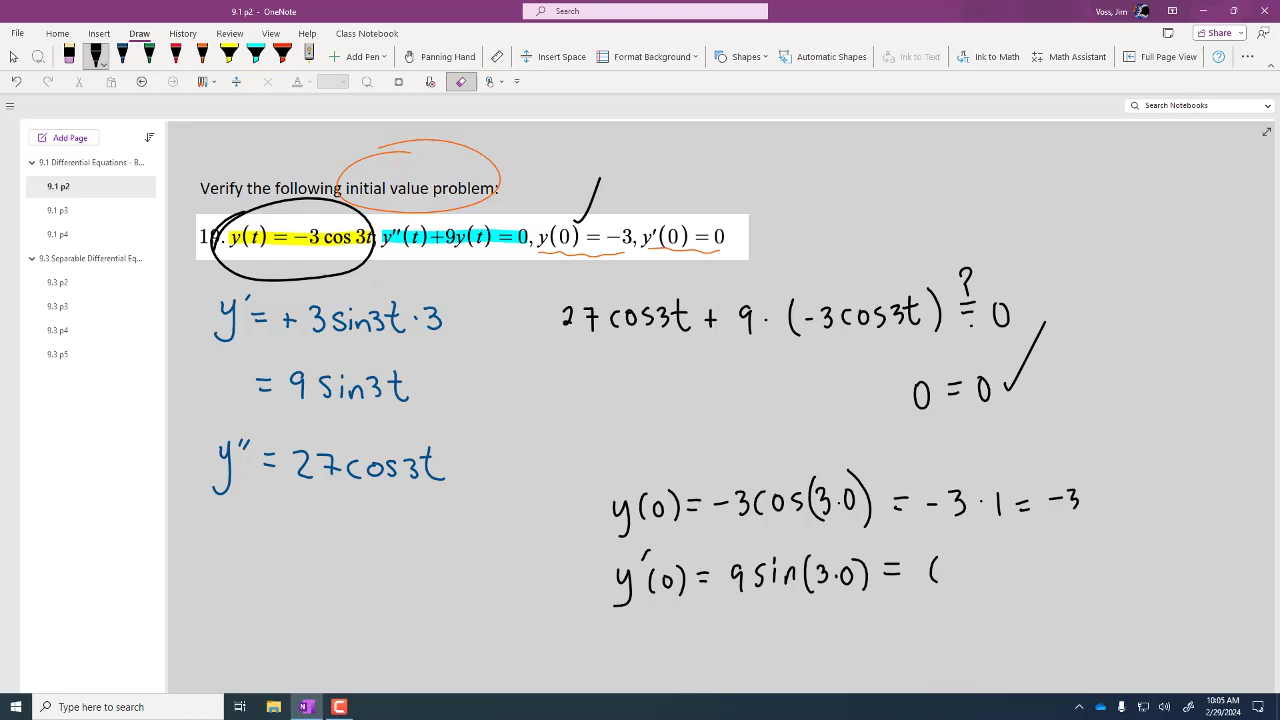 9.1 p2 - OneNote
Search
Voss, Jim
File Home Insert Draw History Review View Help Class Notebook
Share
Add Pen Panning Hand Insert Space Format Background Shapes Automatic Shapes Ink to Text Ink to Math Math Assistant Full Page View
Search Notebooks
Add Page
9.1 Differential Equations - B...
9.1 p2
9.1 p3
9.1 p4
9.3 Separable Differential Eq...
9.3 p2
9.3 p3
9.3 p4
9.3 p5
Verify the following initial value problem:
y(t) = −3 cos 3t; y″(t)+9y(t) = 0, y(0) = −3, y′(0) = 0
y' = + 3sin3t · 3
= 9 sin3t
y" = 27cos3t
27cos3t + 9 · (-3cos3t) ?= 0
0 = 0 ✓
y(0) = -3cos(3·0) = -3 · 1 = -3
y'(0) = 9 sin(3·0) = (
Type here to search
10:05 AM
2/29/2024